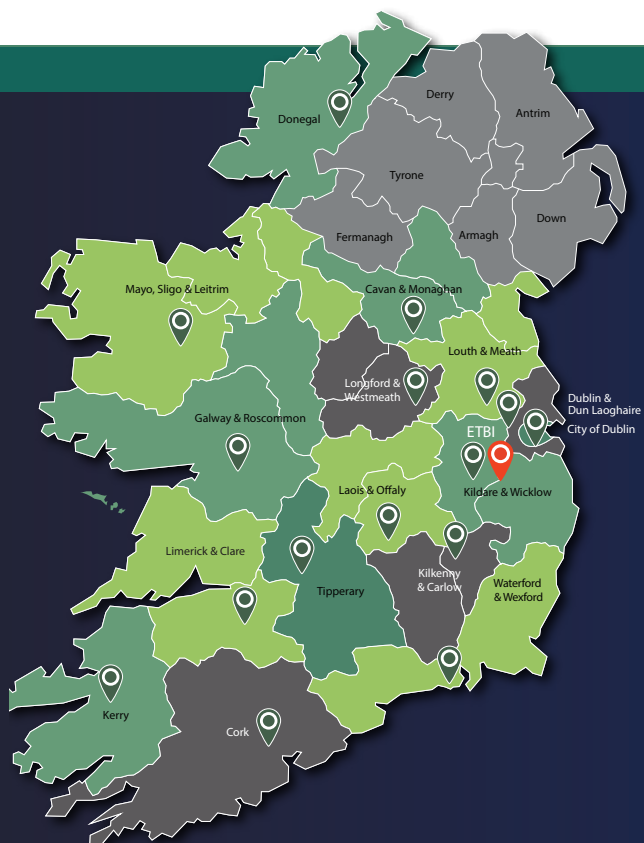 Derry
Antrim
Donegal
Tyrone
Down
Armagh
Fermanagh
Mayo, Sligo & Leitrim
Cavan & Monaghan
Louth & Meath
Longford &
Westmeath
Dublin &
Dun Laoghaire
City of Dublin
Galway & Roscommon
ETBI
Laois & Offaly
Kildare & Wicklow
Limerick & Clare
Kilkenny
& Carlow
Tipperary
Waterford
& Wexford
Kerry
Cork